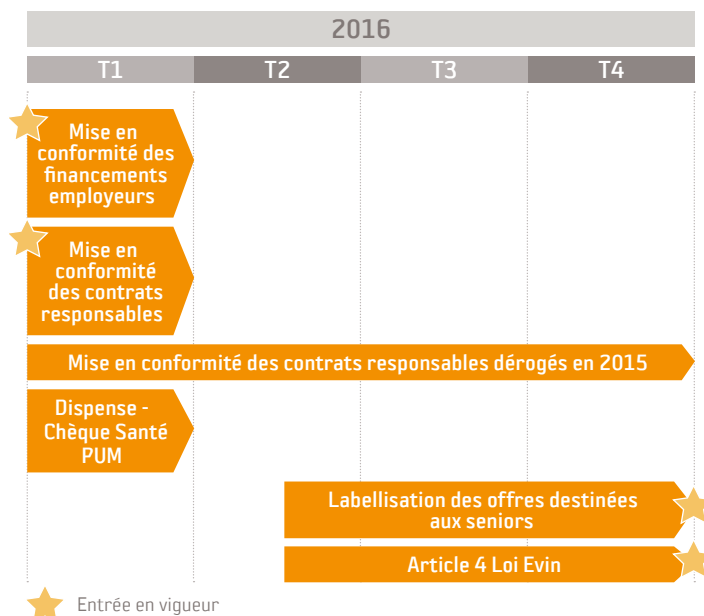 2016
T1 T2 T3 T4
Mise en
conformité des
financements
employeurs
Mise en
conformité
des contrats
responsables
Mise en conformité des contrats responsables dérogés en 2015
Dispense -
Chèque Santé
PUM
Labellisation des offres destinées
aux seniors
Article 4 Loi Evin
Entrée en vigueur